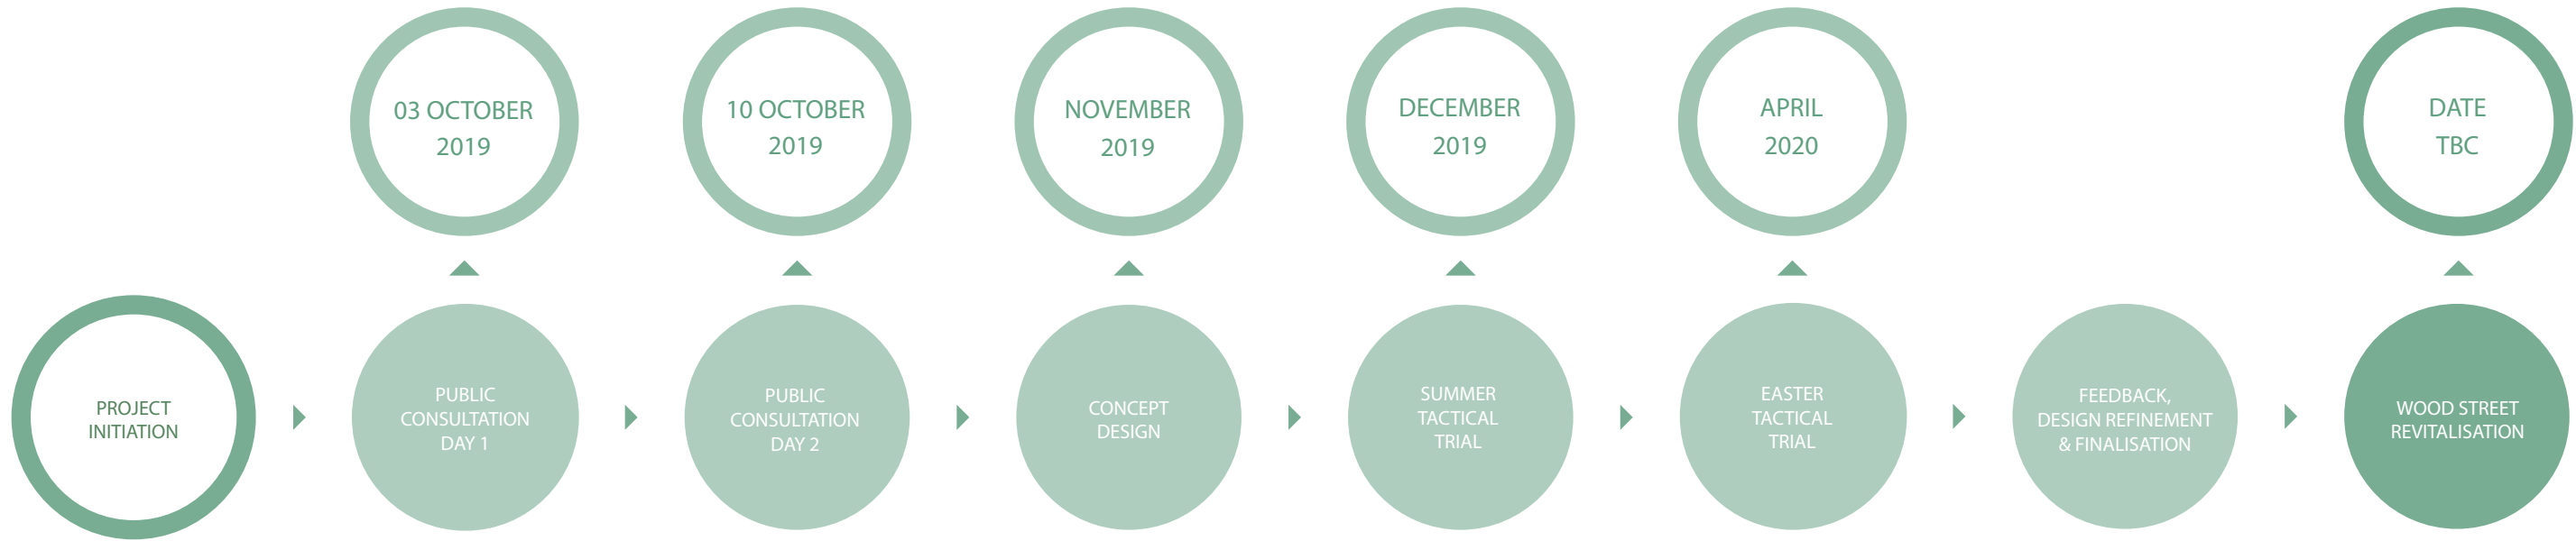 03 OCTOBER
2019
10 OCTOBER
2019
NOVEMBER
2019
DECEMBER
2019
APRIL
2020
DATE
TBC
PROJECT
INITIATION
PUBLIC
CONSULTATION
DAY 1
PUBLIC
CONSULTATION
DAY 2
CONCEPT
DESIGN
SUMMER
TACTICAL
TRIAL
EASTER
TACTICAL
TRIAL
FEEDBACK,
DESIGN REFINEMENT
& FINALISATION
WOOD STREET
REVITALISATION